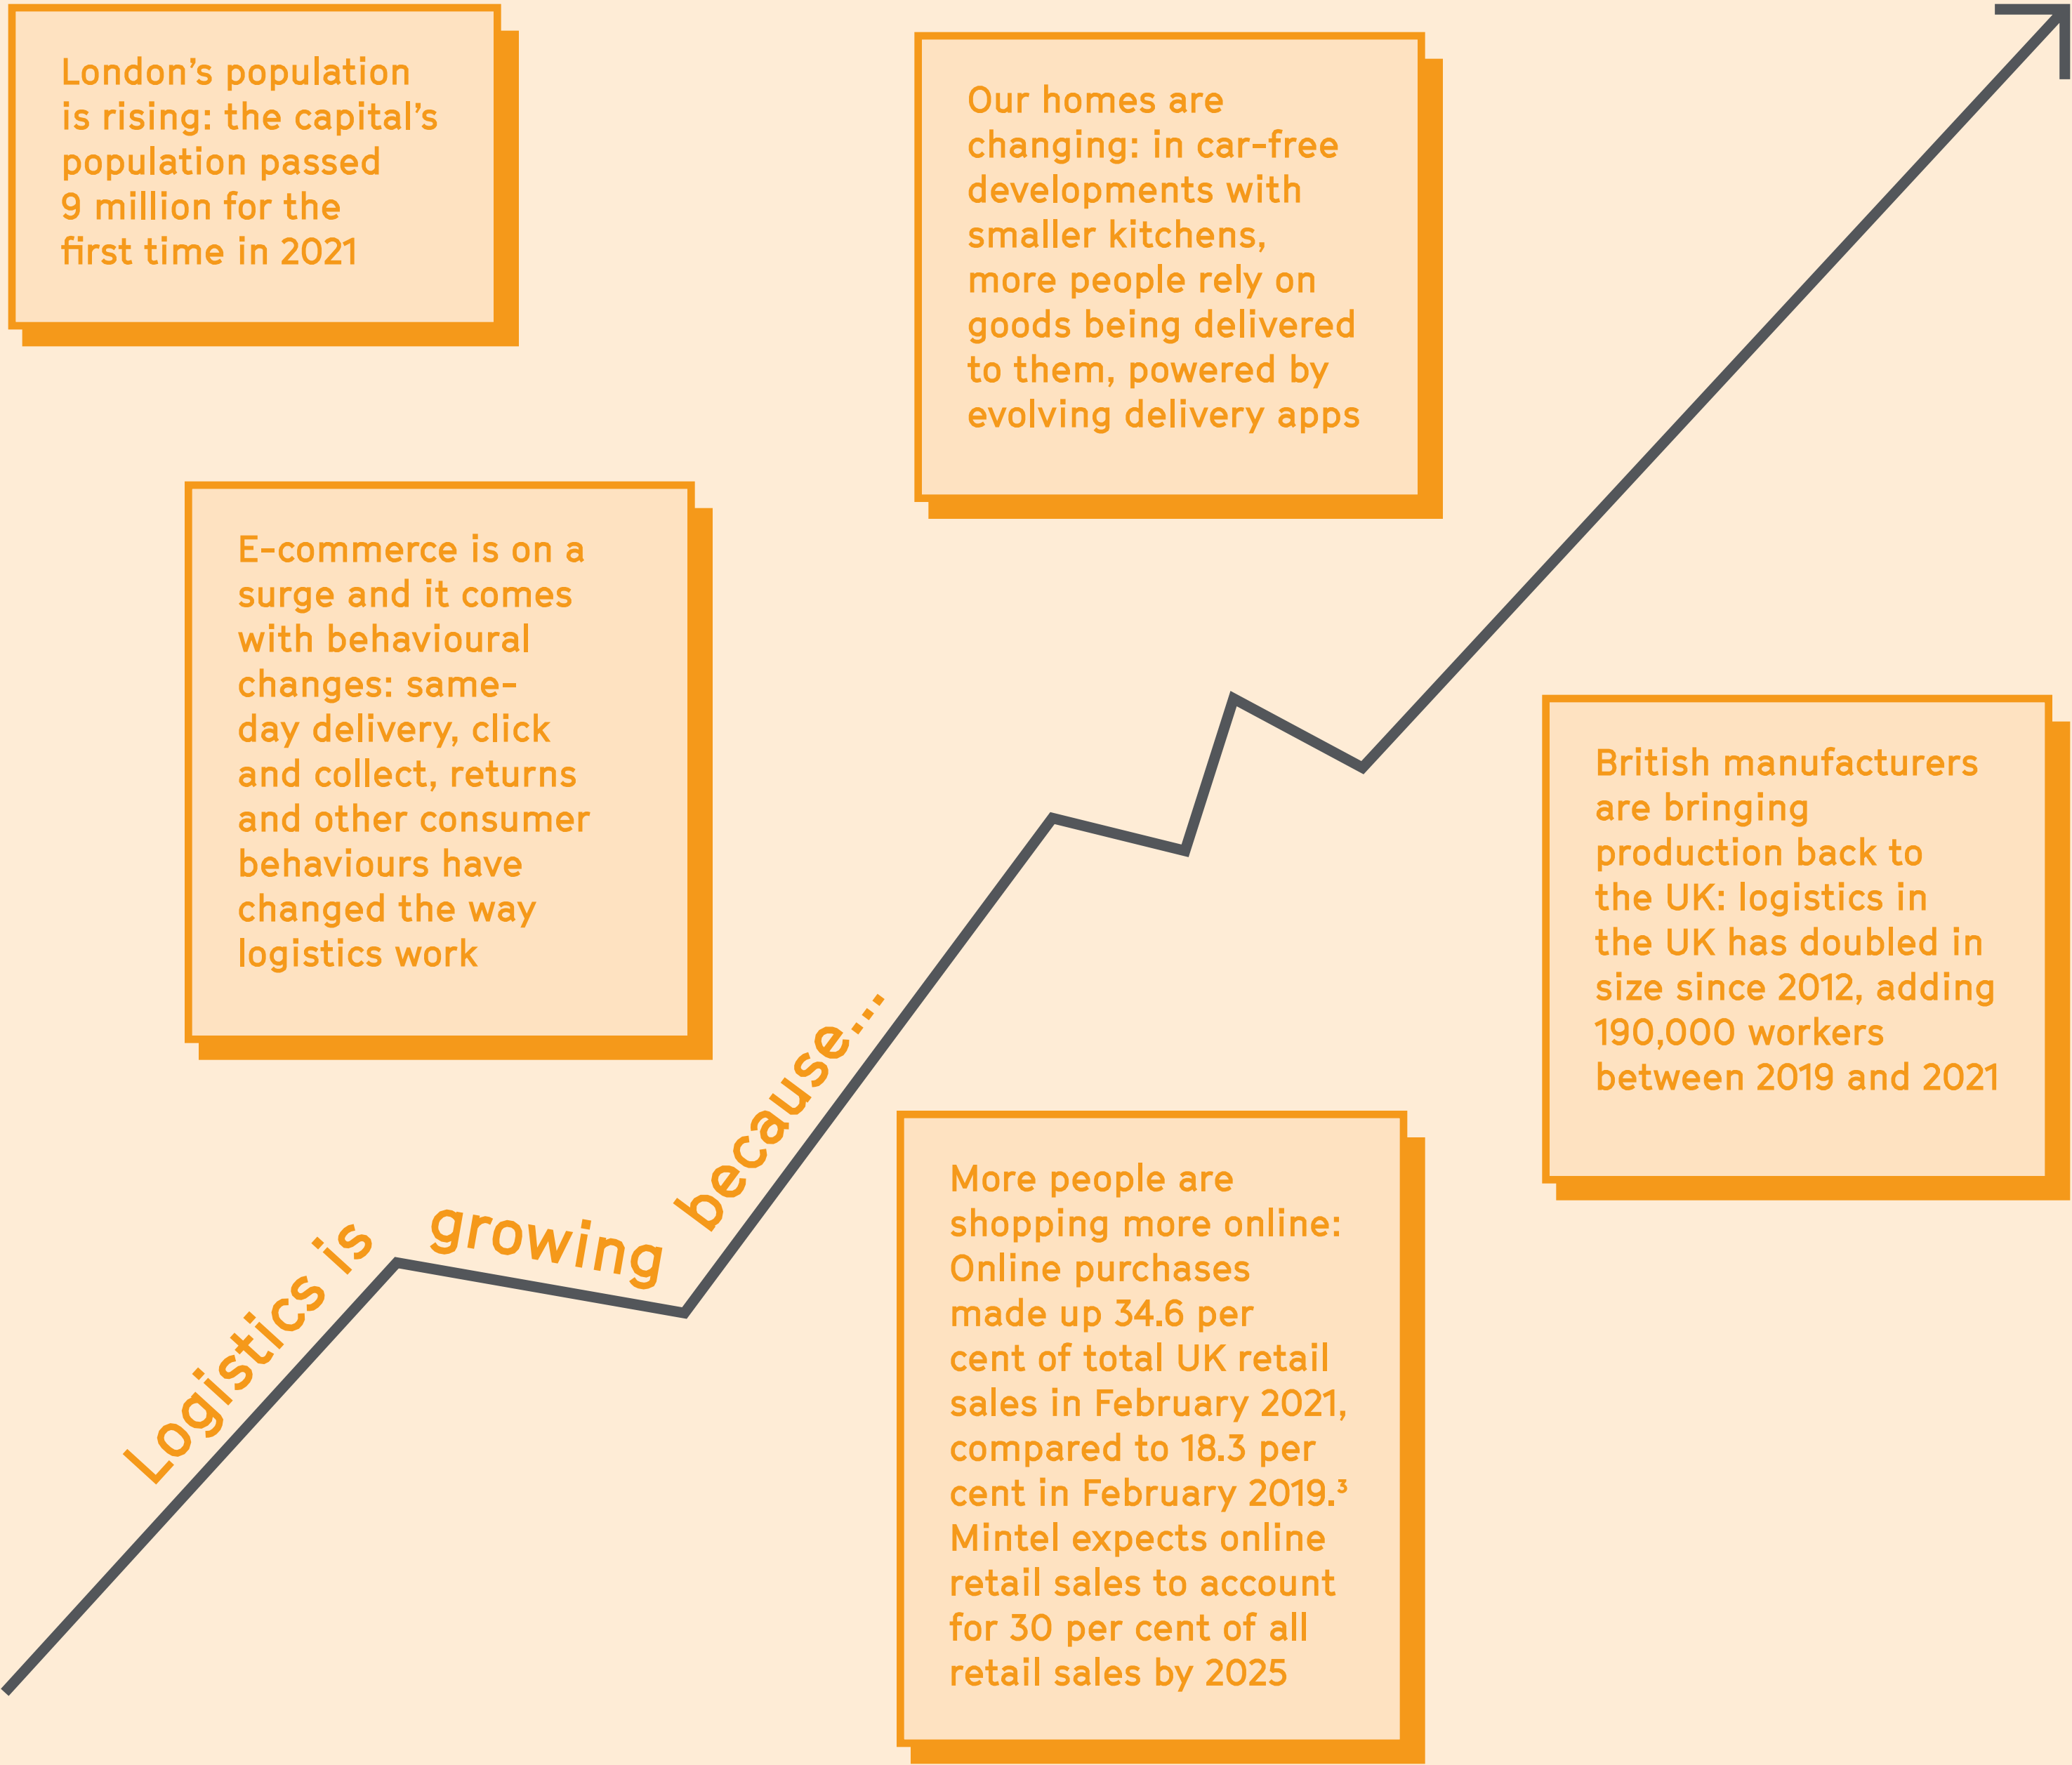 London’s population
is rising: the capital’s
population passed
9 million for the
first time in 2021
Our homes are
changing: in car-free
developments with
smaller kitchens,
more people rely on
goods being delivered
to them, powered by
evolving delivery apps
E-commerce is on a
surge and it comes
with behavioural
changes: same-
day delivery, click
and collect, returns
and other consumer
behaviours have
changed the way
logistics work
British manufacturers
are bringing
production back to
the UK: logistics in
the UK has doubled in
size since 2012, adding
190,000 workers
between 2019 and 2021
Logistics is growing because...
More people are
shopping more online:
Online purchases
made up 34.6 per
cent of total UK retail
sales in February 2021,
compared to 18.3 per
cent in February 2019.³
Mintel expects online
retail sales to account
for 30 per cent of all
retail sales by 2025